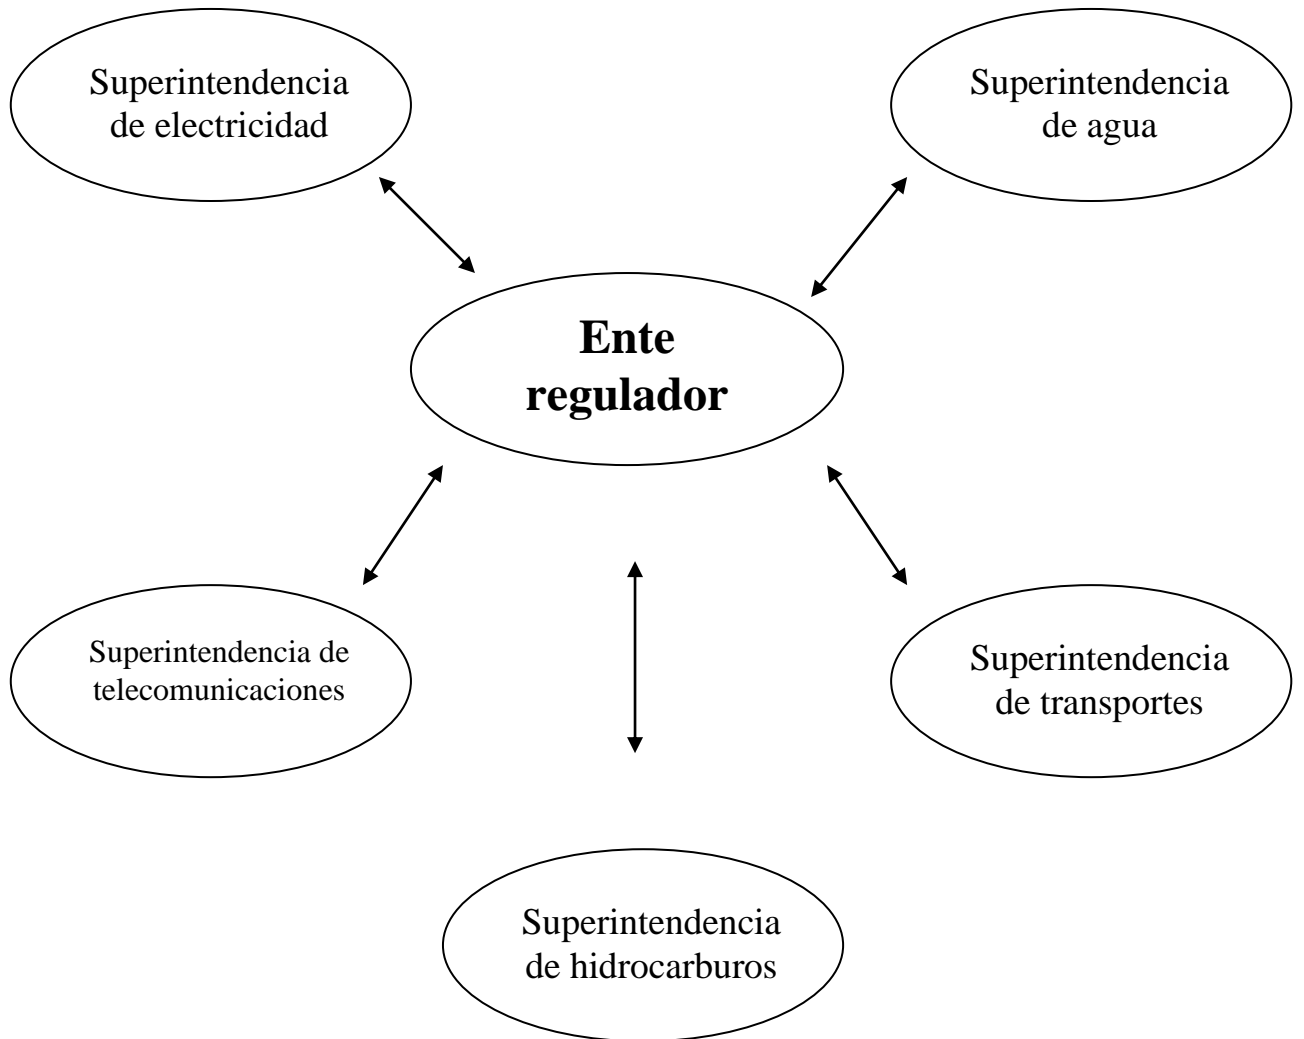 Superintendencia
de electricidad
Superintendencia
de agua
Ente
regulador
Superintendencia de
telecomunicaciones
Superintendencia
de transportes
Superintendencia
de hidrocarburos